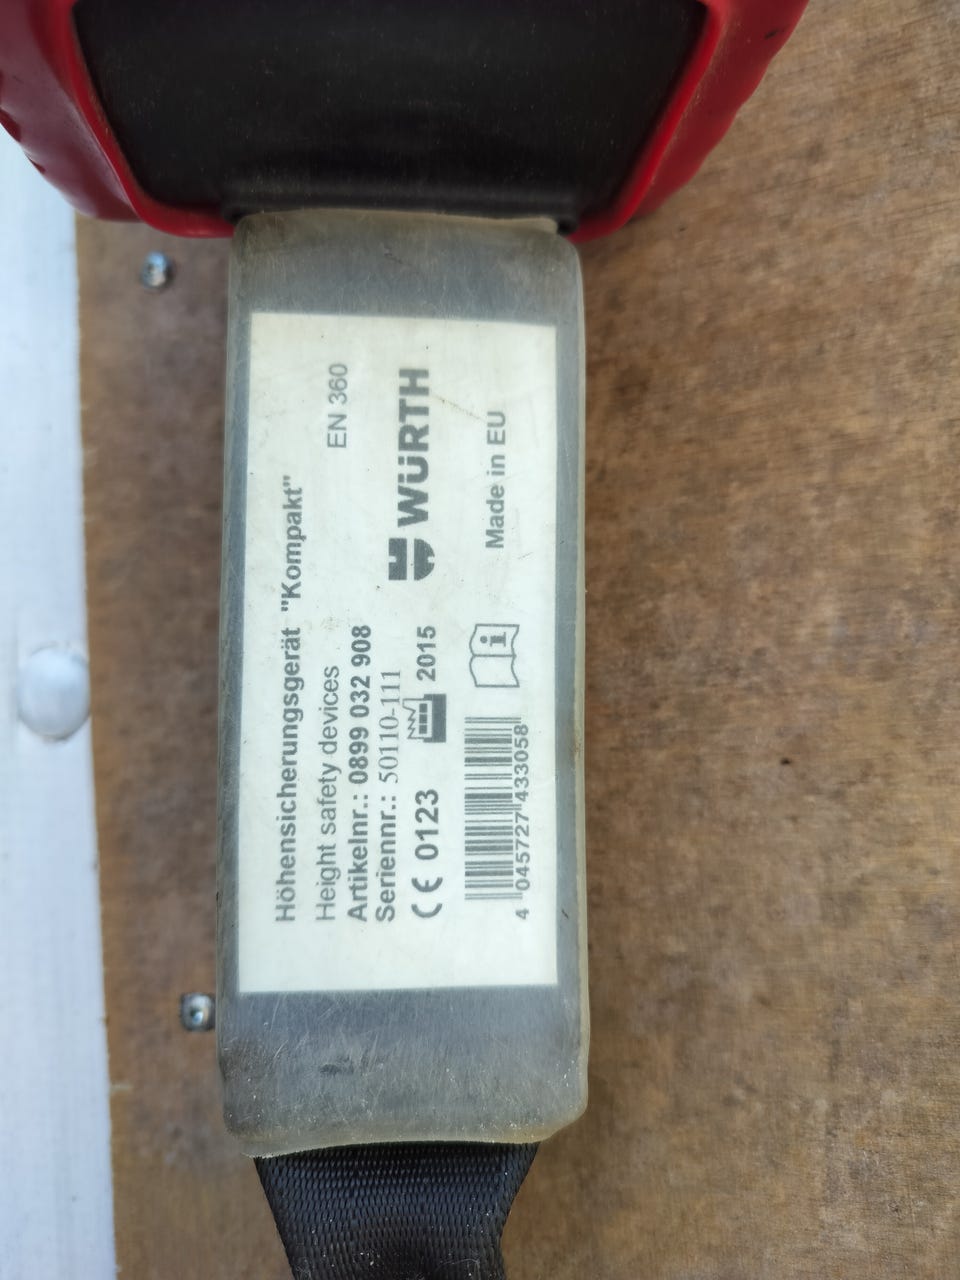 Höhensicherungsgerät "Kompakt"
Height safety devices EN 360
Artikelnr.: 0899 032 908
Seriennr.: 50110-111
WÜRTH
CE 0123 2015
Made in EU
4 045727 433058